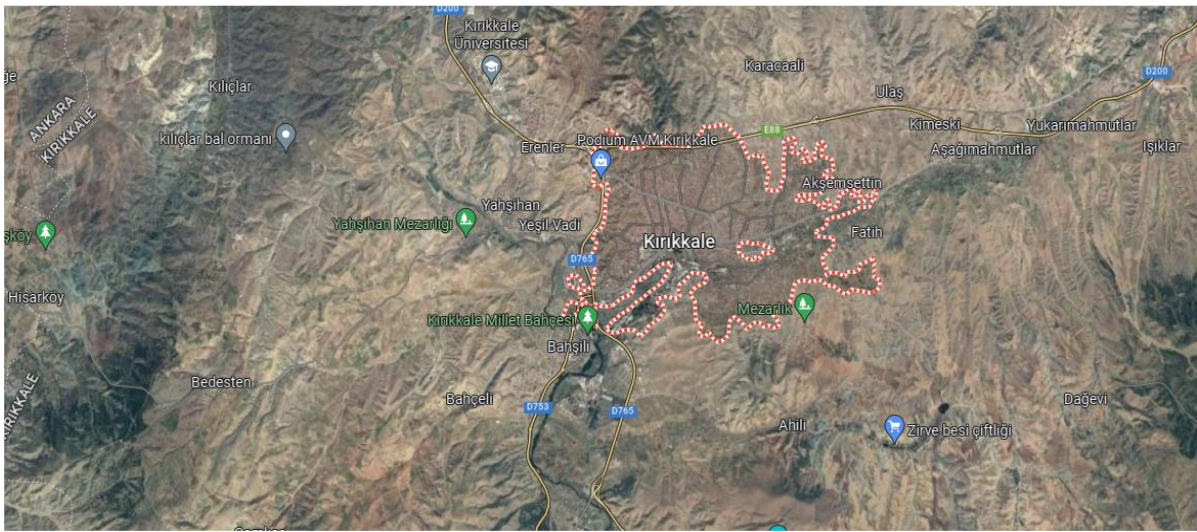 D200
Kırıkkale
Üniversitesi
Karacaali
D200
Kılıçlar
Ulaş
ANKARA
KIRIKKALE
kılıçlar bal ormanı
E88
Kimeski
Yukarımahmutlar
Erenler
Podium AVM Kırıkkale
Aşağımahmutlar
Işıklar
Akşemsettin
Yahşihan
Yahşihan Mezarlığı
Yeşil Vadi
Fatih
Kırıkkale
D765
Hisarköy
Mezarlık
Kırıkkale Millet Bahçesi
Bahşılı
Bedesten
KIRIKKALE
Bahçeli
D753
D765
Dağevi
Ahılı
Zirve besi çiftliği